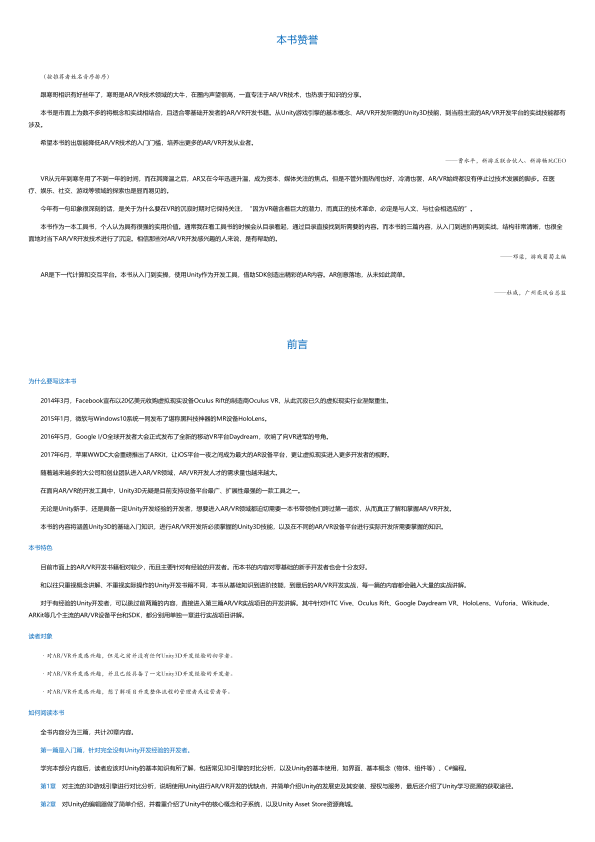 本书赞誉
（按推荐者姓名音序排序）
跟寒哥相识有好些年了，寒哥是AR/VR技术领域的大牛，在圈内声望很高，一直专注于AR/VR技术，也热衷于知识的分享。
本书是市面上为数不多的将概念和实战相结合，且适合零基础开发者的AR/VR开发书籍。从Unity游戏引擎的基本概念，AR/VR开发所需的Unity3D技能，到当前主流的AR/VR开发平台的实战技能都有
涉及。
希望本书的出版能降低AR/VR技术的入门门槛，培养出更多的AR/VR开发从业者。
——曹永平，韩游互联合伙人、韩游畅玩CEO
VR从元年到寒冬用了不到一年的时间，而在其降温之后，AR又在今年迅速升温，成为资本、媒体关注的焦点。但是不管外面热闹也好，冷清也罢，AR/VR始终都没有停止过技术发展的脚步。在医
疗、娱乐、社交、游戏等领域的探索也是显而易见的。
今年有一句印象很深刻的话，是关于为什么要在VR的沉寂时期对它保持关注，“因为VR蕴含着巨大的潜力，而真正的技术革命，必定是与人文、与社会相适应的”。
本书作为一本工具书，个人认为具有很强的实用价值。通常我在看工具书的时候会从目录看起，通过目录直接找到所需要的内容。而本书的三篇内容，从入门到进阶再到实战，结构非常清晰，也很全
面地对当下AR/VR开发技术进行了沉淀。相信那些对AR/VR开发感兴趣的人来说，是有帮助的。
——邓湛，游戏葡萄主编
AR是下一代计算和交互平台。本书从入门到实操，使用Unity作为开发工具，借助SDK创造出精彩的AR内容。AR创意落地，从未如此简单。
——杜威，广州亮风台总监
前言
为什么要写这本书
2014年3月，Facebook宣布以20亿美元收购虚拟现实设备Oculus Rift的制造商Oculus VR，从此沉寂已久的虚拟现实行业涅槃重生。
2015年1月，微软与Windows10系统一同发布了堪称黑科技神器的MR设备HoloLens。
2016年5月，Google I/O全球开发者大会正式发布了全新的移动VR平台Daydream，吹响了向VR进军的号角。
2017年6月，苹果WWDC大会重磅推出了ARKit，让iOS平台一夜之间成为最大的AR设备平台，更让虚拟现实进入更多开发者的视野。
随着越来越多的大公司和创业团队进入AR/VR领域，AR/VR开发人才的需求量也越来越大。
在面向AR/VR的开发工具中，Unity3D无疑是目前支持设备平台最广，扩展性最强的一款工具之一。
无论是Unity新手，还是具备一定Unity开发经验的开发者，想要进入AR/VR领域都迫切需要一本书带领他们跨过第一道坎，从而真正了解和掌握AR/VR开发。
本书的内容将涵盖Unity3D的基础入门知识，进行AR/VR开发所必须掌握的Unity3D技能，以及在不同的AR/VR设备平台进行实际开发所需要掌握的知识。
本书特色
目前市面上的AR/VR开发书籍相对较少，而且主要针对有经验的开发者。而本书的内容对零基础的新手开发者也会十分友好。
和以往只重视概念讲解，不重视实际操作的Unity开发书籍不同，本书从基础知识到进阶技能，到最后的AR/VR开发实战，每一篇的内容都会融入大量的实战讲解。
对于有经验的Unity开发者，可以跳过前两篇的内容，直接进入第三篇AR/VR实战项目的开发讲解。其中针对HTC Vive、Oculus Rift、Google Daydream VR、HoloLens、Vuforia、Wikitude、
ARKit等几个主流的AR/VR设备平台和SDK，都分别用单独一章进行实战项目讲解。
读者对象
·对AR/VR开发感兴趣，但是之前并没有任何Unity3D开发经验的初学者。
·对AR/VR开发感兴趣，并且已经具备了一定Unity3D开发经验的开发者。
·对AR/VR开发感兴趣，想了解项目开发整体流程的管理者或运营者等。
如何阅读本书
全书内容分为三篇，共计20章内容。
第一篇是入门篇，针对完全没有Unity开发经验的开发者。
学完本部分内容后，读者应该对Unity的基本知识有所了解，包括常见3D引擎的对比分析，以及Unity的基本使用，如界面、基本概念（物体、组件等），C#编程。
第1章 对主流的3D游戏引擎进行对比分析，说明使用Unity进行AR/VR开发的优缺点，并简单介绍Unity的发展史及其安装、授权与服务，最后还介绍了Unity学习资源的获取途径。
第2章 对Unity的编辑器做了简单介绍，并着重介绍了Unity中的核心概念和子系统，以及Unity Asset Store资源商城。